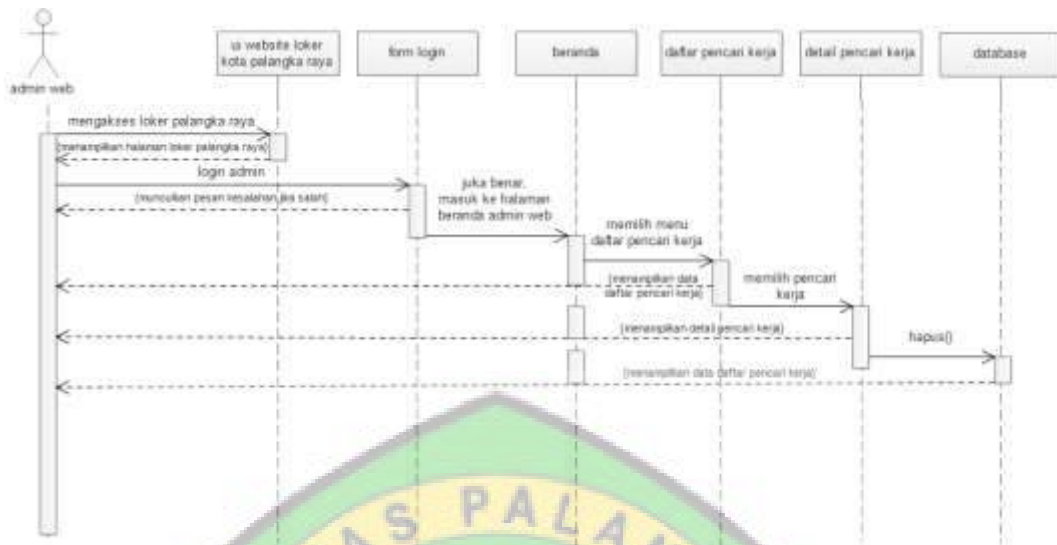 ui website loker
kota palangka raya
form login
beranda
daftar pencari kerja
detail pencari kerja
database
admin web
mengakses loker palangka raya
(menampilkan halaman loker palangka raya)
login admin
(munculkan pesan kesalahan jika salah)
juka benar,
masuk ke halaman
beranda admin web
memilih menu
daftar pencari kerja
(menampilkan data
daftar pencari kerja)
memilih pencari
kerja
(menampilkan detail pencari kerja)
hapus()
(menampilkan data daftar pencari kerja)
AS PALAN